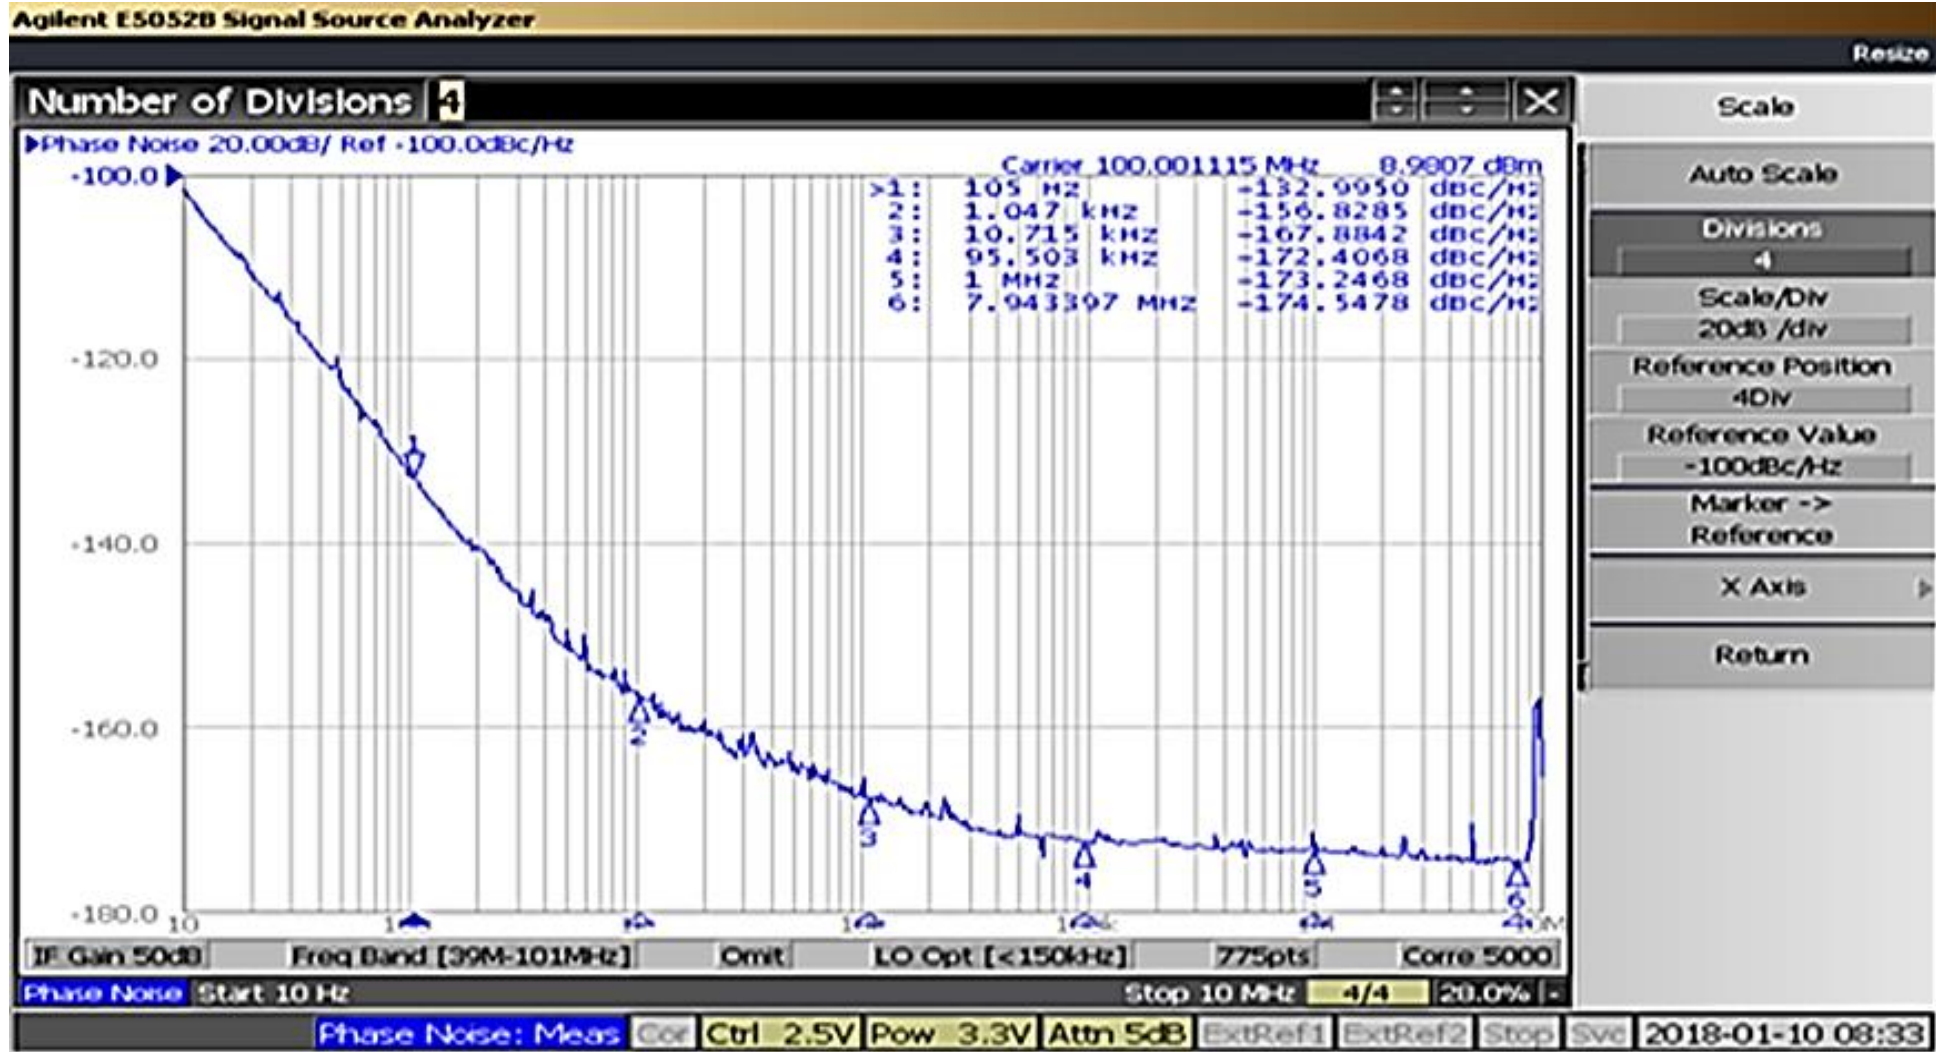 Agilent E5052B Signal Source Analyzer
Resize
Number of Divisions 4
Phase Noise 20.00dB/ Ref -100.0dBc/Hz
Carrier 100.001115 MHz 8.9807 dBm
>1: 105 Hz -132.9950 dBc/Hz
2: 1.047 kHz -156.8285 dBc/Hz
3: 10.715 kHz -167.8842 dBc/Hz
4: 95.503 kHz -172.4068 dBc/Hz
5: 1 MHz -173.2468 dBc/Hz
6: 7.943397 MHz -174.5478 dBc/Hz
-100.0
-120.0
-140.0
-160.0
-180.0
10
2
3
4
5
6
Scale
Auto Scale
Divisions
4
Scale/Div
20dB /div
Reference Position
4Div
Reference Value
-100dBc/Hz
Marker ->
Reference
X Axis
Return
IF Gain 50dB Freq Band [39M-101MHz] Omit LO Opt [<150kHz] 775pts Corre 5000
Phase Noise Start 10 Hz Stop 10 MHz 4/4 20.0%
Phase Noise: Meas Cor Ctrl 2.5V Pow 3.3V Attn 5dB ExtRef1 ExtRef2 Stop Svc 2018-01-10 08:33